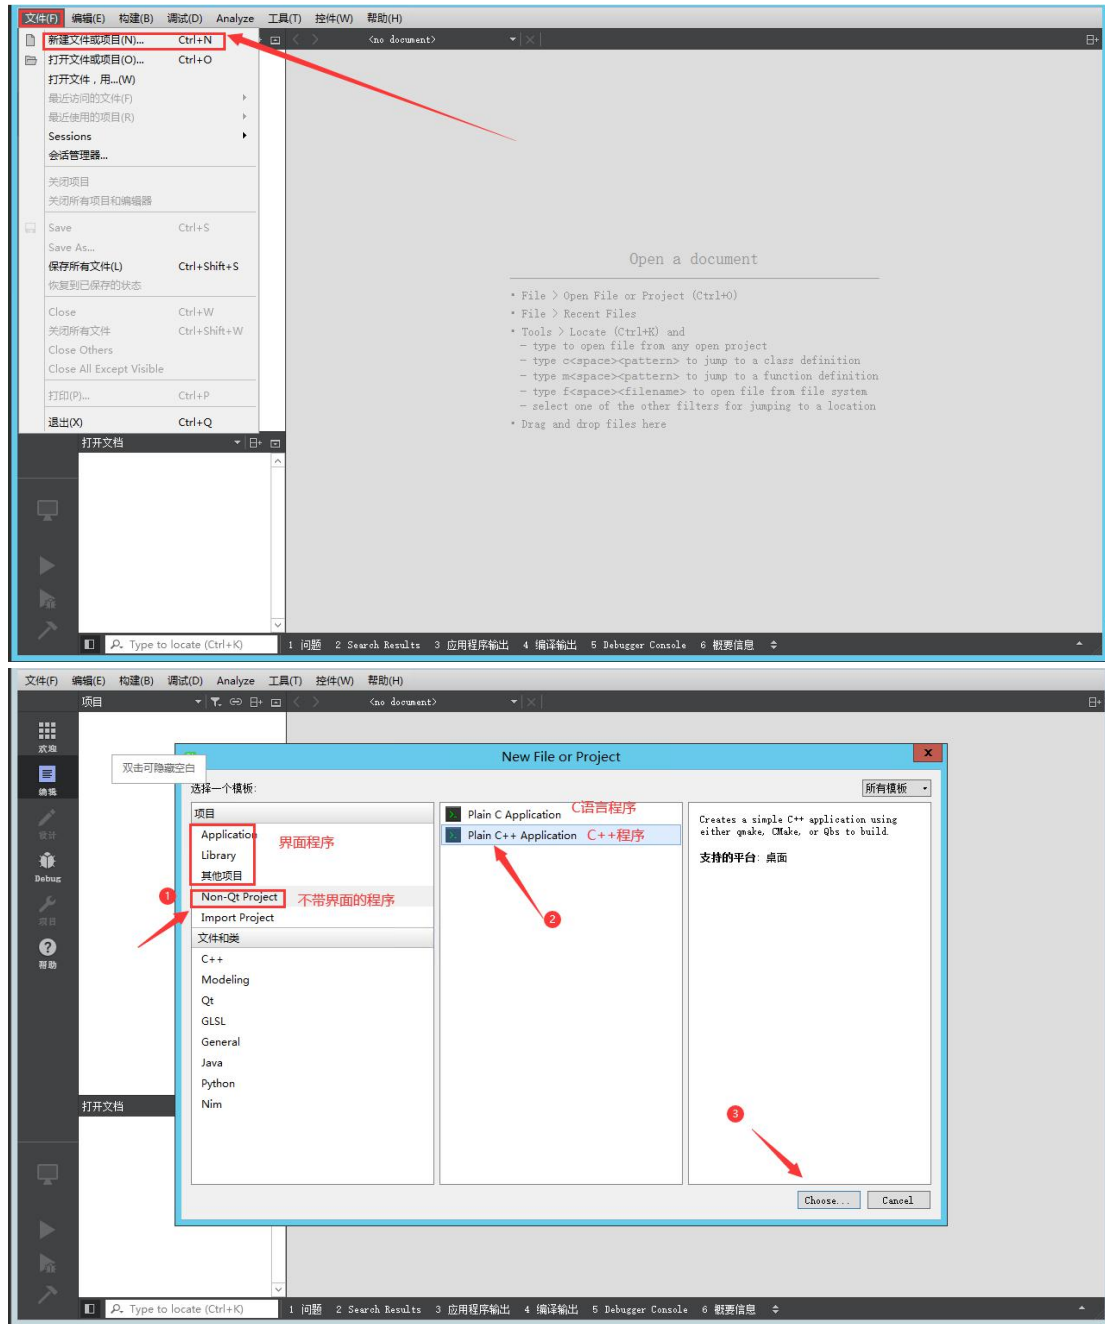 文件(F) 编辑(E) 构建(B) 调试(D) Analyze 工具(T) 控件(W) 帮助(H)
新建文件或项目(N)... Ctrl+N
<no document>
打开文件或项目(O)... Ctrl+O
打开文件，用...(W)
最近访问的文件(F)
最近使用的项目(R)
Sessions
会话管理器...
关闭项目
关闭所有项目和编辑器
Save Ctrl+S
Save As...
保存所有文件(L) Ctrl+Shift+S
恢复到已保存的状态
Close Ctrl+W
关闭所有文件 Ctrl+Shift+W
Close Others
Close All Except Visible
打印(P)... Ctrl+P
退出(X) Ctrl+Q
Open a document
• File > Open File or Project (Ctrl+O)
• File > Recent Files
• Tools > Locate (Ctrl+K) and
- type to open file from any open project
- type c<space><pattern> to jump to a class definition
- type m<space><pattern> to jump to a function definition
- type f<space><filename> to open file from file system
- select one of the other filters for jumping to a location
• Drag and drop files here
打开文档
Type to locate (Ctrl+K) 1 问题 2 Search Results 3 应用程序输出 4 编译输出 5 Debugger Console 6 概要信息
文件(F) 编辑(E) 构建(B) 调试(D) Analyze 工具(T) 控件(W) 帮助(H)
项目 <no document>
欢迎
编辑
设计
Debug
项目
帮助
双击可隐藏空白
New File or Project
选择一个模板: 所有模板
项目
Application
Library
其他项目
界面程序
1 Non-Qt Project 不带界面的程序
Import Project
文件和类
C++
Modeling
Qt
GLSL
General
Java
Python
Nim
Plain C Application C语言程序
Plain C++ Application C++程序
2
Creates a simple C++ application using
either qmake, CMake, or Qbs to build.
支持的平台: 桌面
3
Choose... Cancel
打开文档
Type to locate (Ctrl+K) 1 问题 2 Search Results 3 应用程序输出 4 编译输出 5 Debugger Console 6 概要信息